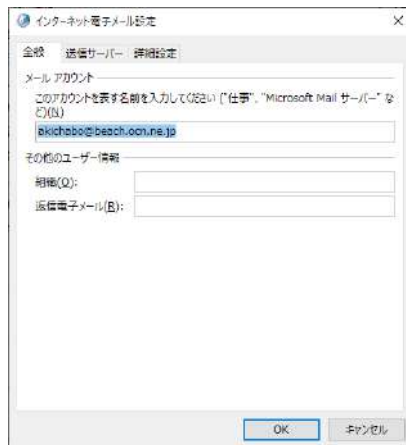 インターネット電子メール設定
全般 送信サーバー 詳細設定
メール アカウント
このアカウントを表す名前を入力してください ("仕事", "Microsoft Mail サーバー" な
ど)(N)
akichabo@beach.ocn.ne.jp
その他のユーザー情報
組織(O):
返信電子メール(R):
OK キャンセル